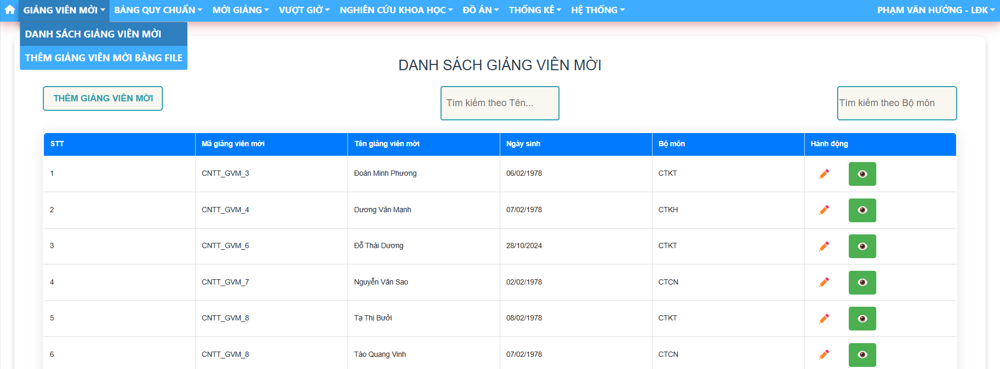 GIẢNG VIÊN MỜI BẢNG QUY CHUẨN MỜI GIẢNG VƯỢT GIỜ NGHIÊN CỨU KHOA HỌC ĐỒ ÁN THỐNG KÊ HỆ THỐNG PHẠM VĂN HƯỞNG - LĐK
DANH SÁCH GIẢNG VIÊN MỜI
THÊM GIẢNG VIÊN MỜI BẰNG FILE
DANH SÁCH GIẢNG VIÊN MỜI
THÊM GIẢNG VIÊN MỜI Tìm kiếm theo Tên... Tìm kiếm theo Bộ môn
STT Mã giảng viên mời Tên giảng viên mời Ngày sinh Bộ môn Hành động
1 CNTT_GVM_3 Đoàn Minh Phương 06/02/1978 CTKT
2 CNTT_GVM_4 Dương Văn Mạnh 07/02/1978 CTKH
3 CNTT_GVM_6 Đỗ Thái Dương 28/10/2024 CTKT
4 CNTT_GVM_7 Nguyễn Văn Sao 02/02/1978 CTCN
5 CNTT_GVM_8 Tạ Thị Bưởi 08/02/1978 CTKT
6 CNTT_GVM_8 Tào Quang Vinh 07/02/1978 CTCN